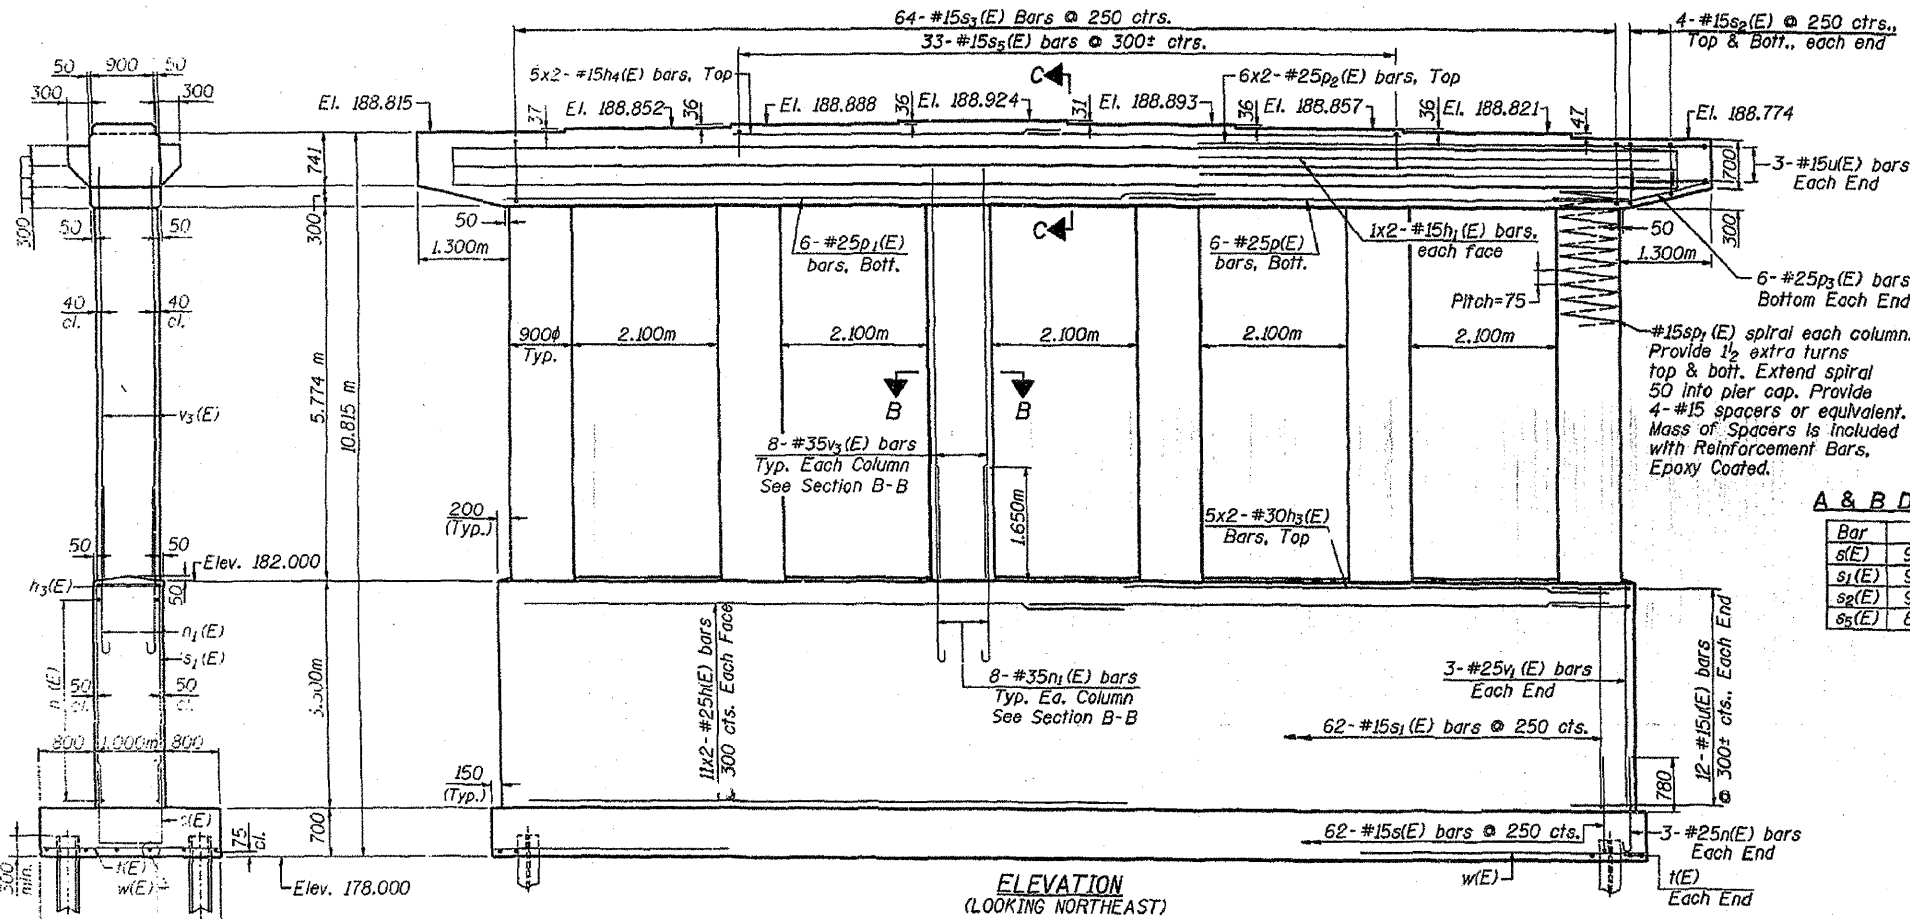 64-#15s3(E) Bars @ 250 ctrs.
4-#15s2(E) @ 250 ctrs.,
Top & Bott., each end
33-#15s5(E) bars @ 300± ctrs.
50 900 50
300 300
5x2-#15h4(E) bars, Top
C
6x2-#25p2(E) bars, Top
El. 188.815
37
El. 188.852
36
El. 188.888
36
El. 188.924
31
El. 188.893
36
El. 188.857
36
El. 188.821
47
El. 188.774
741
700
3-#15u(E) bars
Each End
300
300
50 50
50
1.300m
6-#25p1(E)
bars, Bott.
C
6-#25p(E)
bars, Bott.
1x2-#15h1(E) bars,
each face
50
300
1.300m
6-#25p3(E) bars
Bottom Each End
Pitch=75
40
cl.
40
cl.
900ϕ
Typ.
2.100m
2.100m
2.100m
2.100m
2.100m
#15sp1(E) spiral each column.
Provide 1½ extra turns
top & bott. Extend spiral
50 into pier cap. Provide
4-#15 spacers or equivalent.
Mass of Spacers is included
with Reinforcement Bars,
Epoxy Coated.
5.774 m
10.815 m
v3(E)
B B
8-#35v3(E) bars
Typ. Each Column
See Section B-B
1.650m
200
(Typ.)
5x2-#30h3(E)
Bars, Top
A & B D
Bar
s(E) 9
s1(E) 9
s2(E) 9
s5(E) 8
50 50
Elev. 182.000
h3(E)
50
n1(E)
s1(E)
n (E)
50
cl.
50
cl.
3.500m
11x2-#25h(E) bars
300 cts. Each Face
8-#35n1(E) bars
Typ. Ea. Column
See Section B-B
3-#25v1(E) bars
Each End
62-#15s1(E) bars @ 250 cts.
12-#15u(E) bars
@ 300± cts., Each End
800 1.000m 800
150
(Typ.)
780
s(E)
75
cl.
700
62-#15s(E) bars @ 250 cts.
3-#25n(E) bars
Each End
300
min.
t(E)
w(E)
Elev. 178.000
w(E)
t(E)
Each End
ELEVATION
(LOOKING NORTHEAST)